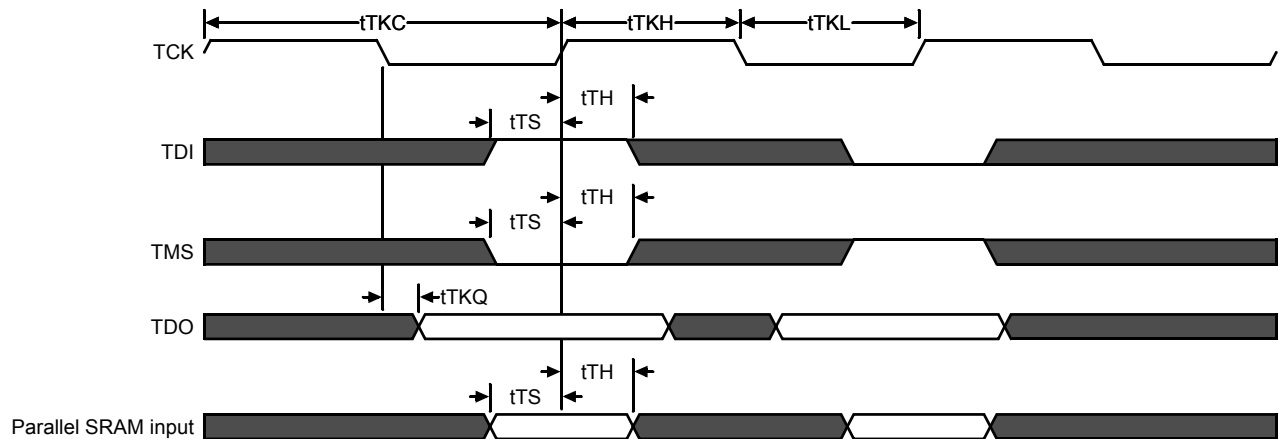 tTKC tTKH tTKL
TCK
tTH
tTS
TDI
tTH
tTS
TMS
tTKQ
TDO
tTH
tTS
Parallel SRAM input